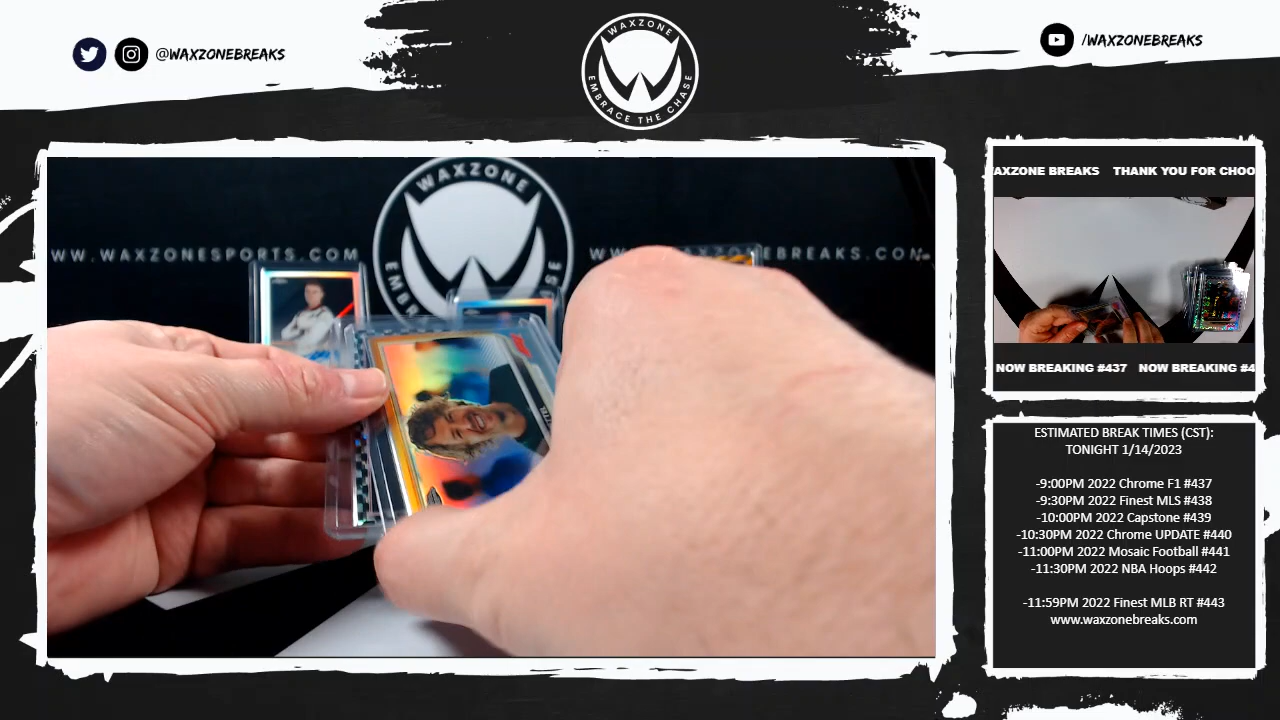 @WAXZONEBREAKS
WAXZONE
EMBRACE THE CHASE
/WAXZONEBREAKS
WAXZONE
WW.WAXZONESPORTS.COM
EMBRAC
AXZONE BREAKS THANK YOU FOR CHOO
NOW BREAKING #437 NOW BREAKING #4
ESTIMATED BREAK TIMES (CST):
TONIGHT 1/14/2023
-9:00PM 2022 Chrome F1 #437
-9:30PM 2022 Finest MLS #438
-10:00PM 2022 Capstone #439
-10:30PM 2022 Chrome UPDATE #440
-11:00PM 2022 Mosaic Football #441
-11:30PM 2022 NBA Hoops #442
-11:59PM 2022 Finest MLB RT #443
www.waxzonebreaks.com